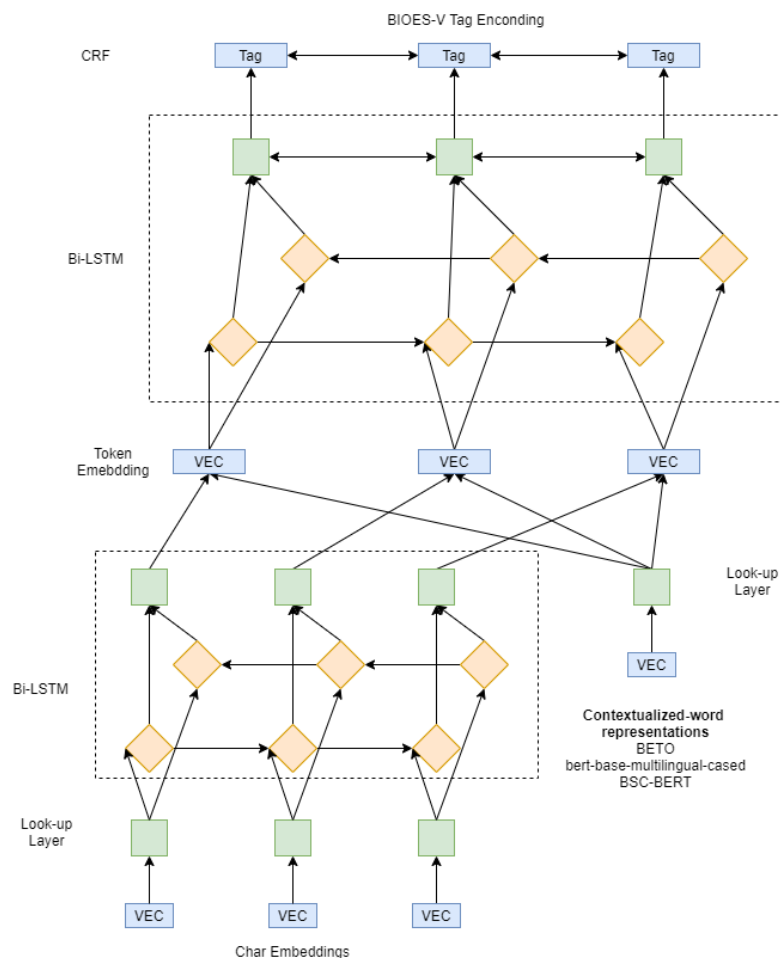 BIOES-V Tag Enconding
CRF
Tag
Tag
Tag
Bi-LSTM
Token
Emebdding
VEC
VEC
VEC
Look-up
Layer
VEC
Bi-LSTM
Contextualized-word
representations
BETO
bert-base-multilingual-cased
BSC-BERT
Look-up
Layer
VEC
VEC
VEC
Char Embeddings